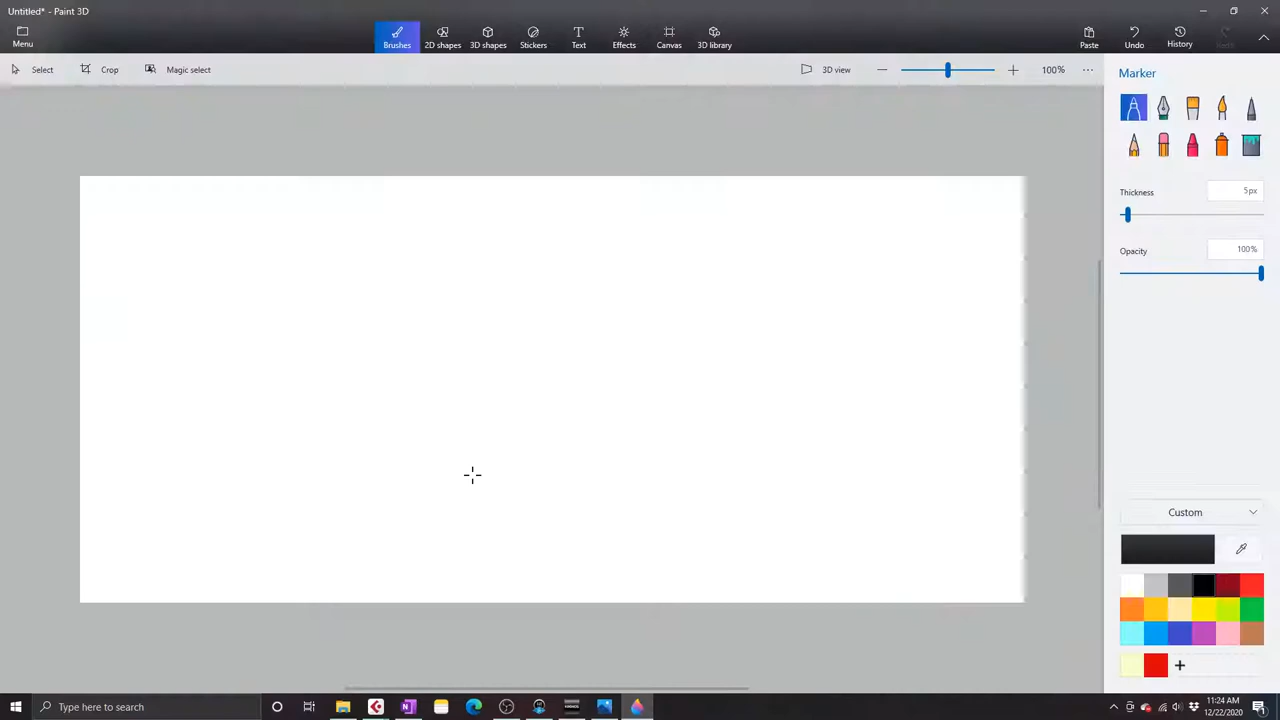 Untitled* - Paint 3D
Menu
Brushes
2D shapes
3D shapes
Stickers
Text
Effects
Canvas
3D library
Paste
Undo
History
Select
Crop
Magic select
3D view
100%
Marker
Thickness
5px
Opacity
100%
Custom
Type here to search
11:24 AM
12/22/2020